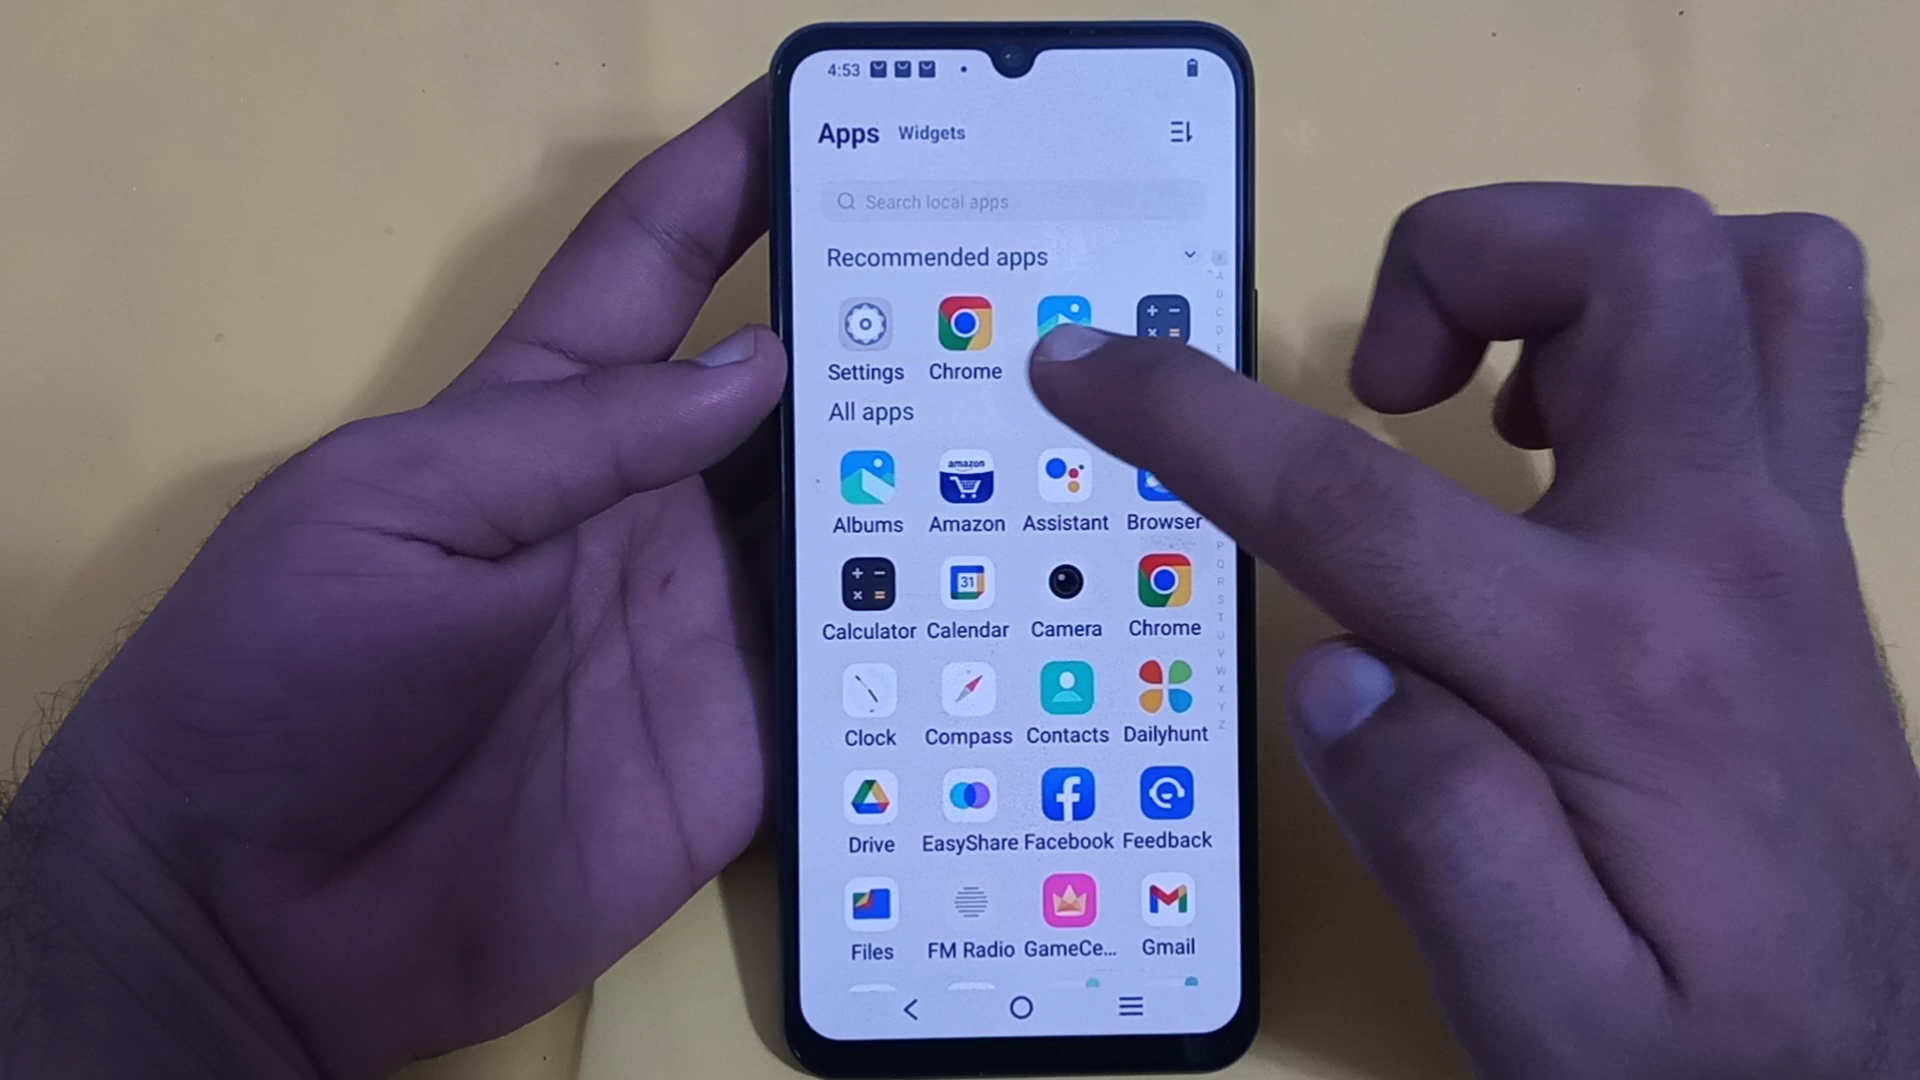 4:53
Apps Widgets
Search local apps
Recommended apps
Settings Chrome
All apps
amazon
Albums Amazon Assistant Browser
31
Calculator Calendar Camera Chrome
Clock Compass Contacts Dailyhunt
Drive EasyShare Facebook Feedback
Files FM Radio GameCe... Gmail
A
B
C
D
E
P
Q
R
S
T
U
V
W
X
Y
Z